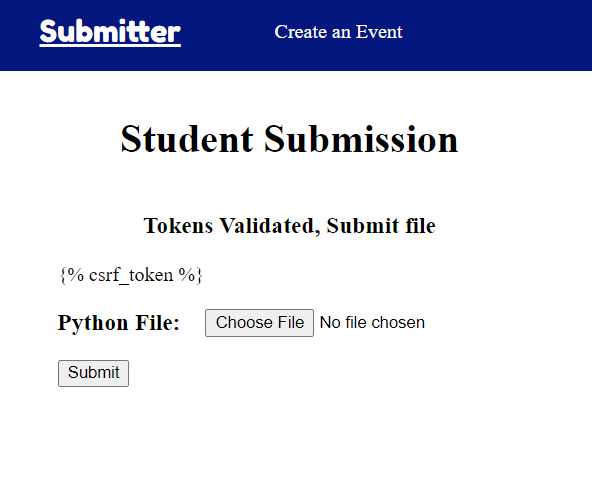 Submitter Create an Event
Student Submission
Tokens Validated, Submit file
{% csrf_token %}
Python File: Choose File No file chosen
Submit